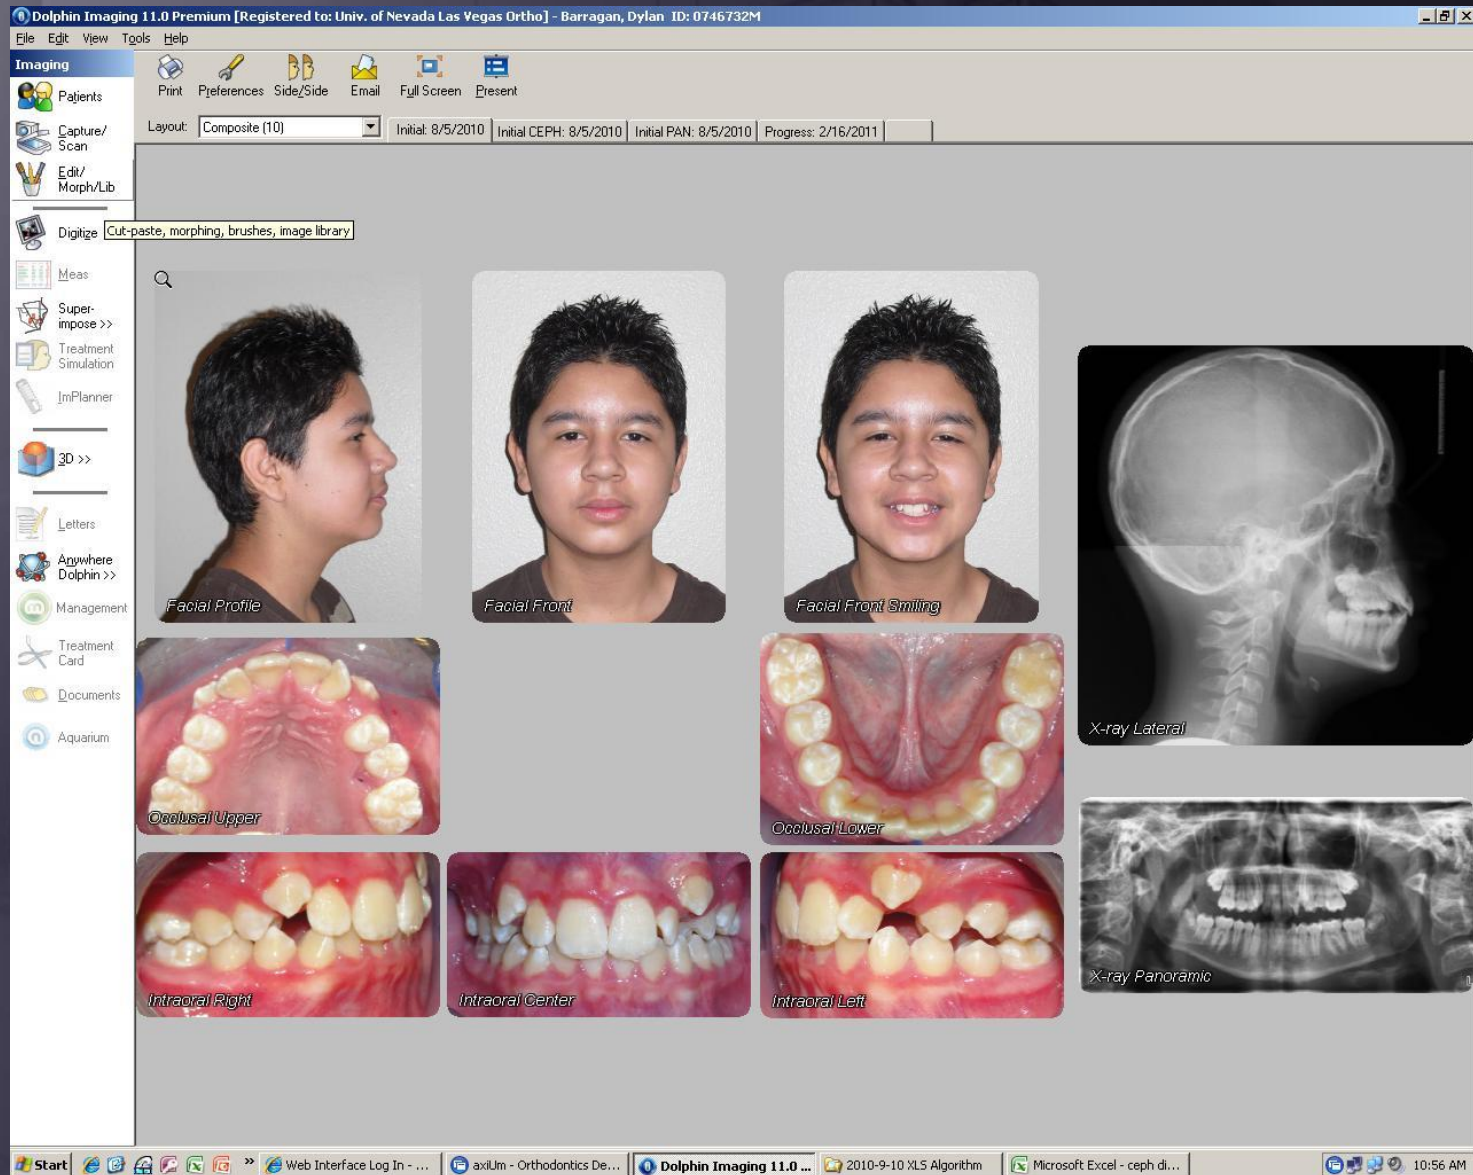 Dolphin Imaging 11.0 Premium [Registered to: Univ. of Nevada Las Vegas Ortho] - Barragan, Dylan ID: 0746732M
File Edit View Tools Help
Imaging
Patients
Capture/
Scan
Edit/
Morph/Lib
Digitize
Cut-paste, morphing, brushes, image library
Meas
Super-
impose >>
Treatment
Simulation
ImPlanner
3D >>
Letters
Anywhere
Dolphin >>
Management
Treatment
Card
Documents
Aquarium
Print Preferences Side/Side Email Full Screen Present
Layout: Composite (10) Initial: 8/5/2010 Initial CEPH: 8/5/2010 Initial PAN: 8/5/2010 Progress: 2/16/2011
Facial Profile
Facial Front
Facial Front Smiling
X-ray Lateral
Occlusal Upper
Occlusal Lower
X-ray Panoramic
Intraoral Right
Intraoral Center
Intraoral Left
Start » Web Interface Log In - ... axiUm - Orthodontics De... Dolphin Imaging 11.0 ... 2010-9-10 XLS Algorithm Microsoft Excel - ceph di... 10:56 AM